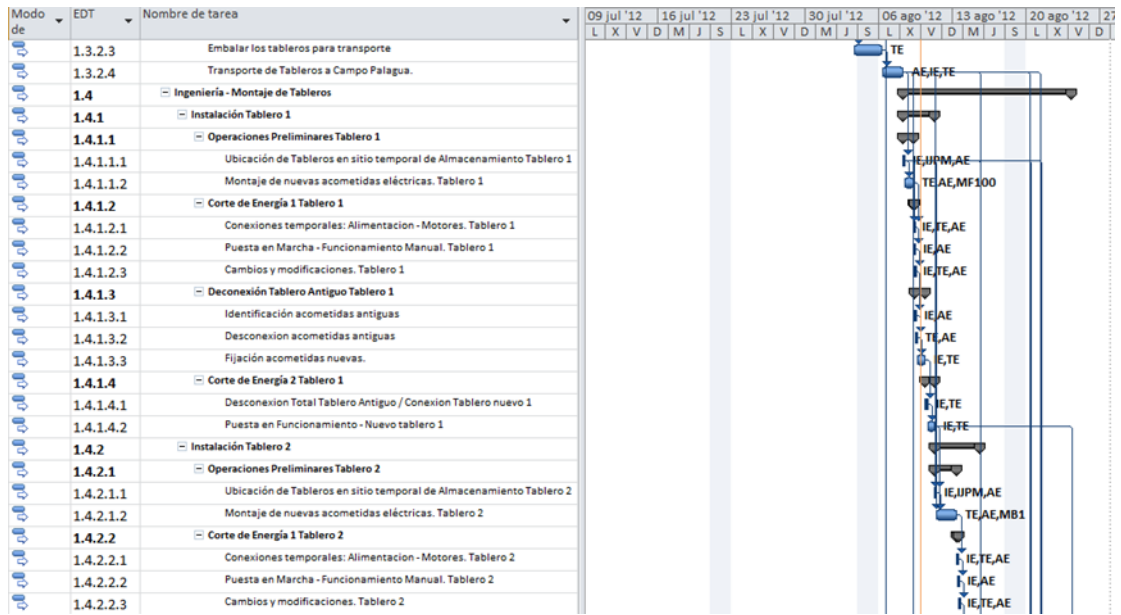 Modo de EDT Nombre de tarea 09 jul '12 16 jul '12 23 jul '12 30 jul '12 06 ago '12 13 ago '12 20 ago '12 27
L X V D M J S L X V D M J S L X V D M J S L X V D
1.3.2.3 Embalar los tableros para transporte TE
1.3.2.4 Transporte de Tableros a Campo Palagua. AE,IE,TE
1.4 Ingeniería - Montaje de Tableros
1.4.1 Instalación Tablero 1
1.4.1.1 Operaciones Preliminares Tablero 1
1.4.1.1.1 Ubicación de Tableros en sitio temporal de Almacenamiento Tablero 1 IE,IJPM,AE
1.4.1.1.2 Montaje de nuevas acometidas eléctricas. Tablero 1 TE,AE,MF100
1.4.1.2 Corte de Energía 1 Tablero 1
1.4.1.2.1 Conexiones temporales: Alimentacion - Motores. Tablero 1 IE,TE,AE
1.4.1.2.2 Puesta en Marcha - Funcionamiento Manual. Tablero 1 IE,AE
1.4.1.2.3 Cambios y modificaciones. Tablero 1 IE,TE,AE
1.4.1.3 Deconexión Tablero Antiguo Tablero 1
1.4.1.3.1 Identificación acometidas antiguas IE,AE
1.4.1.3.2 Desconexion acometidas antiguas TE,AE
1.4.1.3.3 Fijación acometidas nuevas. IE,TE
1.4.1.4 Corte de Energía 2 Tablero 1
1.4.1.4.1 Desconexion Total Tablero Antiguo / Conexion Tablero nuevo 1 IE,TE
1.4.1.4.2 Puesta en Funcionamiento - Nuevo tablero 1 IE,TE
1.4.2 Instalación Tablero 2
1.4.2.1 Operaciones Preliminares Tablero 2
1.4.2.1.1 Ubicación de Tableros en sitio temporal de Almacenamiento Tablero 2 IE,IJPM,AE
1.4.2.1.2 Montaje de nuevas acometidas eléctricas. Tablero 2 TE,AE,MB1
1.4.2.2 Corte de Energía 1 Tablero 2
1.4.2.2.1 Conexiones temporales: Alimentacion - Motores. Tablero 2 IE,TE,AE
1.4.2.2.2 Puesta en Marcha - Funcionamiento Manual. Tablero 2 IE,AE
1.4.2.2.3 Cambios y modificaciones. Tablero 2 IE,TE,AE